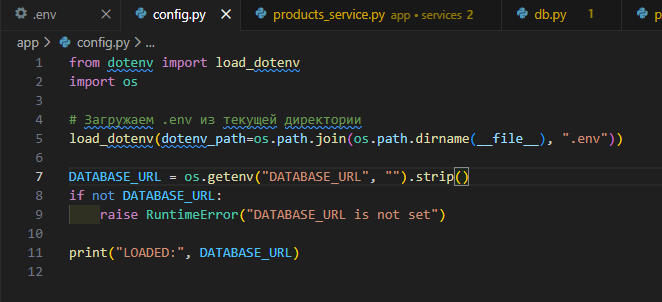 .env
config.py
products_service.py app • services 2
db.py 1
p
app > config.py > ...
1 from dotenv import load_dotenv
2 import os
3
4 # Загружаем .env из текущей директории
5 load_dotenv(dotenv_path=os.path.join(os.path.dirname(__file__), ".env"))
6
7 DATABASE_URL = os.getenv("DATABASE_URL", "").strip()
8 if not DATABASE_URL:
9     raise RuntimeError("DATABASE_URL is not set")
10
11 print("LOADED:", DATABASE_URL)
12